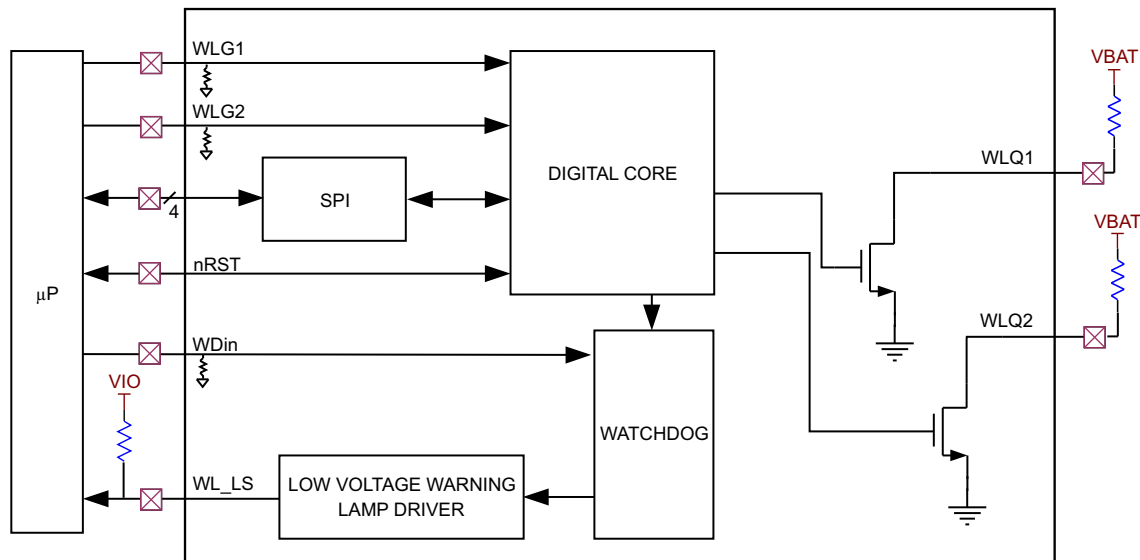 WLG1
VBAT
WLG2
WLQ1
DIGITAL CORE
SPI
4
VBAT
nRST
μP
WLQ2
WDin
VIO
WATCHDOG
WL_LS
LOW VOLTAGE WARNING
LAMP DRIVER